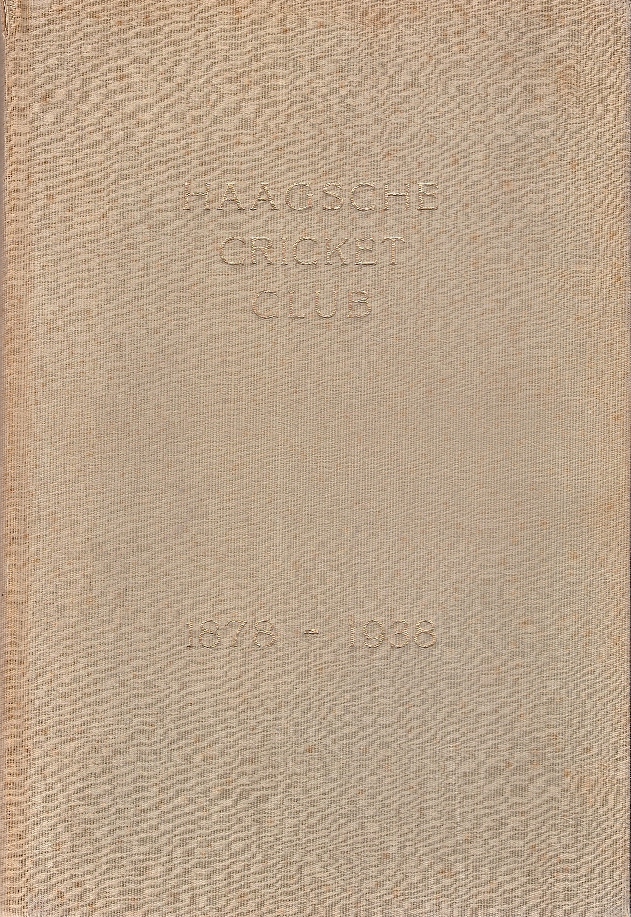 HAAGSCHE
CRICKET
CLUB
1878 - 1938